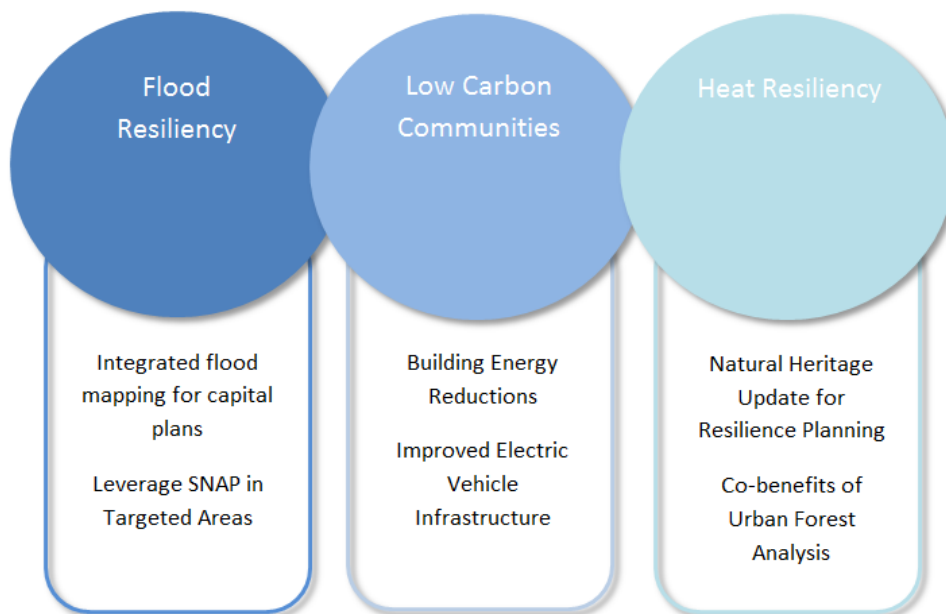 Flood
Resiliency
Low Carbon
Communities
Heat Resiliency
Integrated flood
mapping for capital
plans
Leverage SNAP in
Targeted Areas
Building Energy
Reductions
Improved Electric
Vehicle
Infrastructure
Natural Heritage
Update for
Resilience Planning
Co-benefits of
Urban Forest
Analysis